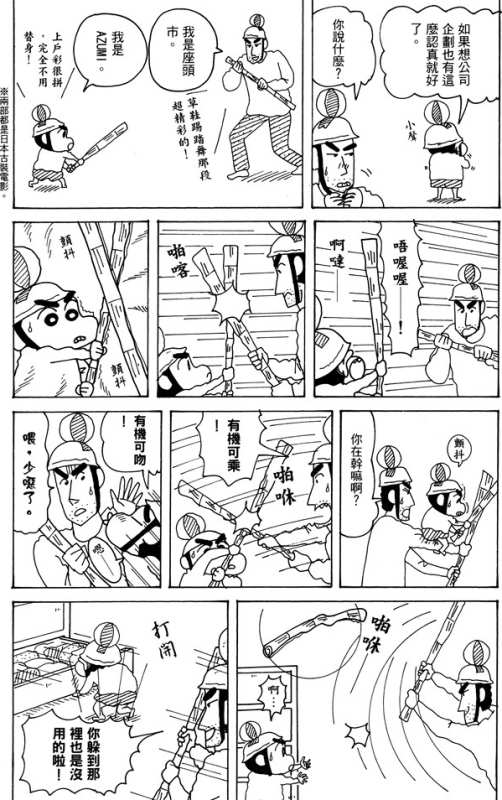 如果想公司
企劃也有這
麼認真就好
了。
小聲
你說什麼？
我是座頭
市。
草鞋踢踏舞那段
超精彩的！
我是
AZUMI。
上戶彩很拼
，完全不用
替身！
※兩部都是日本古裝電影。
唔喔喔
——！
啊噠
啪喀
顫抖
顫抖
顫抖
你在幹嘛啊？
有機可乘
！
啪咻
有機可吻
！
嗯
喂，少噁了。
啪咻
啊…
打開
你躲到那
裡也是沒
用的啦！